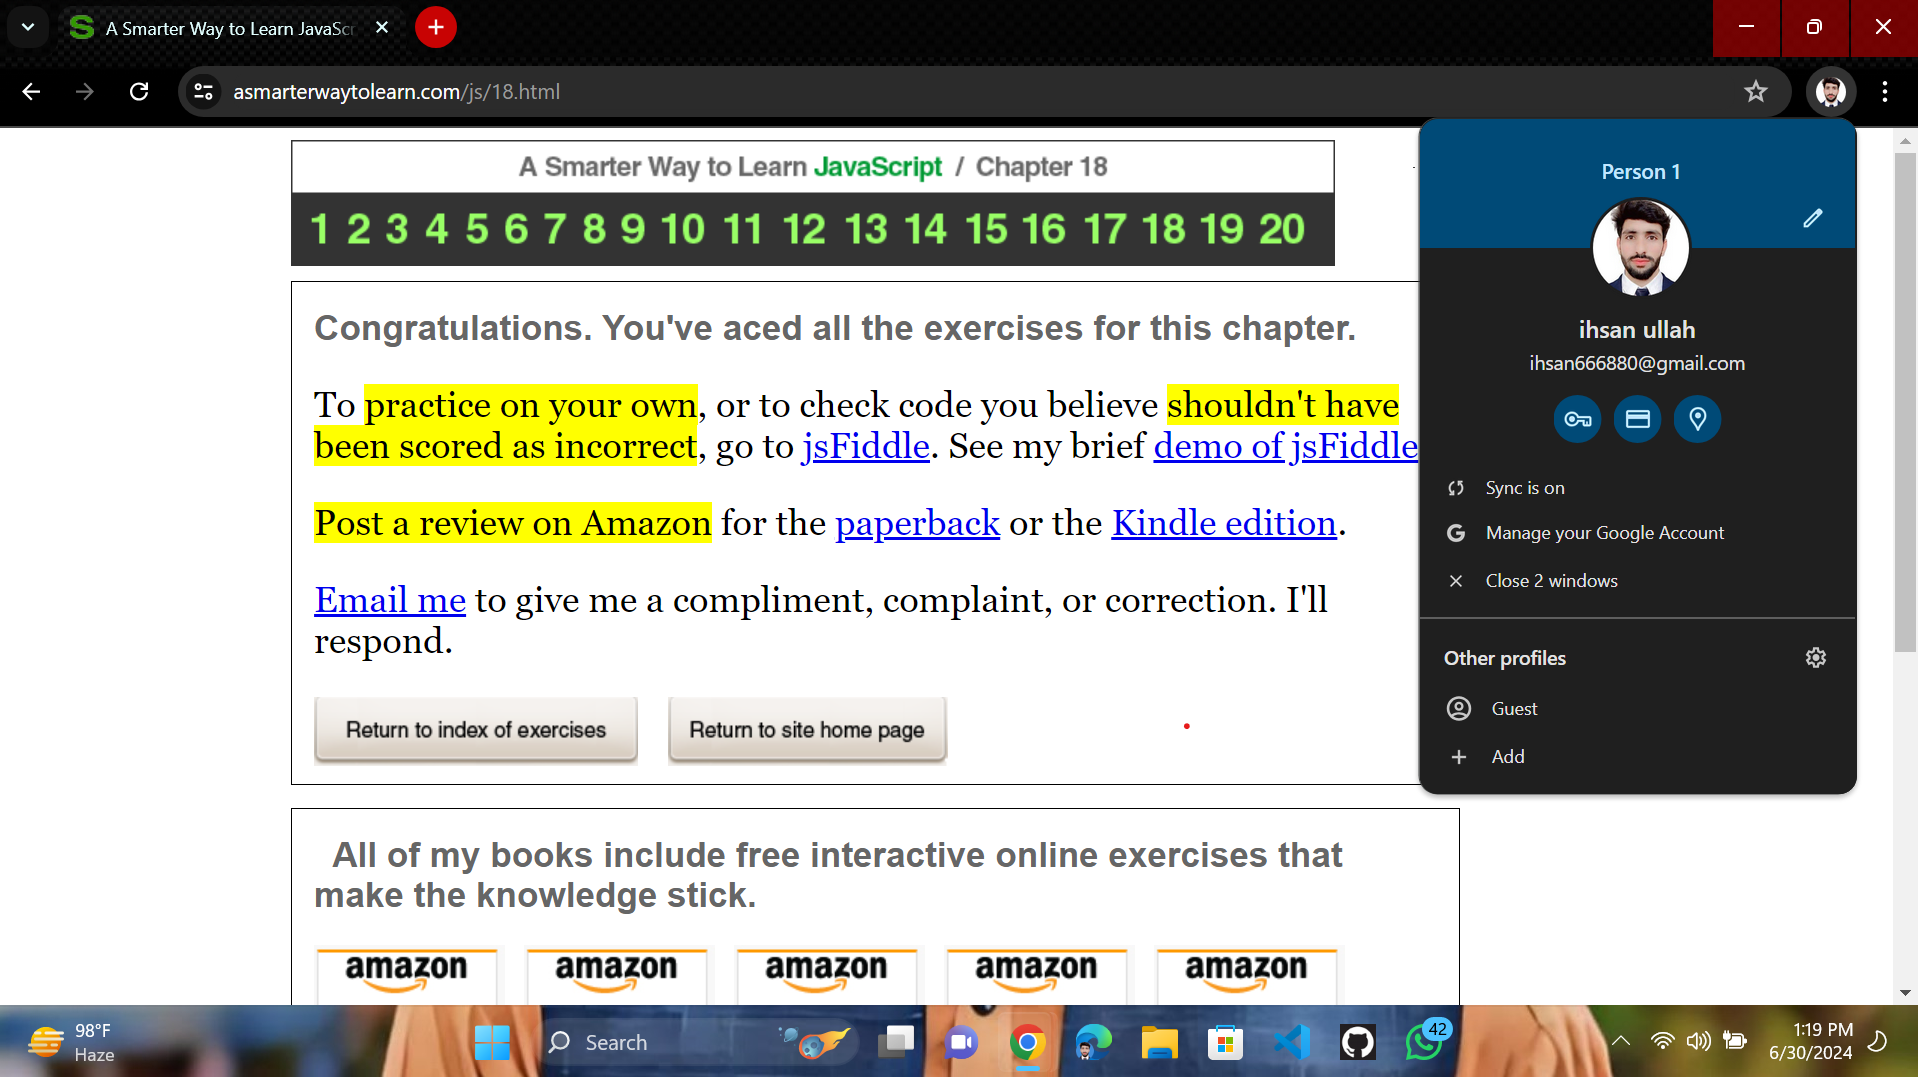 A Smarter Way to Learn JavaScr
asmarterwaytolearn.com/js/18.html
A Smarter Way to Learn JavaScript / Chapter 18
1 2 3 4 5 6 7 8 9 10 11 12 13 14 15 16 17 18 19 20
Congratulations. You've aced all the exercises for this chapter.
To practice on your own, or to check code you believe shouldn't have
been scored as incorrect, go to jsFiddle. See my brief demo of jsFiddle
Post a review on Amazon for the paperback or the Kindle edition.
Email me to give me a compliment, complaint, or correction. I'll
respond.
Return to index of exercises
Return to site home page
All of my books include free interactive online exercises that
make the knowledge stick.
amazon amazon amazon amazon amazon
Person 1
ihsan ullah
ihsan666880@gmail.com
Sync is on
G Manage your Google Account
Close 2 windows
Other profiles
Guest
Add
98°F
Haze
Search
42
1:19 PM
6/30/2024